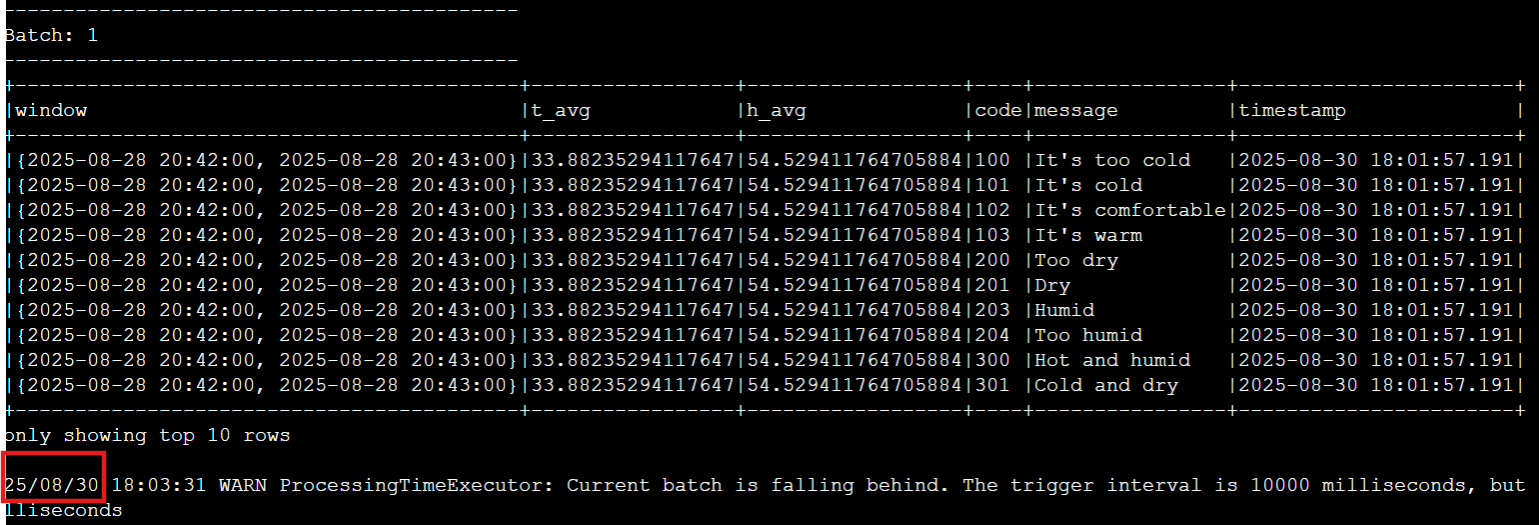 -------------------------------------------
Batch: 1
-------------------------------------------
+------------------------------------------+-----------------+------------------+----+----------------+-----------------------+
|window                                    |t_avg            |h_avg             |code|message         |timestamp              |
+------------------------------------------+-----------------+------------------+----+----------------+-----------------------+
|{2025-08-28 20:42:00, 2025-08-28 20:43:00}|33.88235294117647|54.529411764705884|100 |It's too cold   |2025-08-30 18:01:57.191|
|{2025-08-28 20:42:00, 2025-08-28 20:43:00}|33.88235294117647|54.529411764705884|101 |It's cold       |2025-08-30 18:01:57.191|
|{2025-08-28 20:42:00, 2025-08-28 20:43:00}|33.88235294117647|54.529411764705884|102 |It's comfortable|2025-08-30 18:01:57.191|
|{2025-08-28 20:42:00, 2025-08-28 20:43:00}|33.88235294117647|54.529411764705884|103 |It's warm       |2025-08-30 18:01:57.191|
|{2025-08-28 20:42:00, 2025-08-28 20:43:00}|33.88235294117647|54.529411764705884|200 |Too dry         |2025-08-30 18:01:57.191|
|{2025-08-28 20:42:00, 2025-08-28 20:43:00}|33.88235294117647|54.529411764705884|201 |Dry             |2025-08-30 18:01:57.191|
|{2025-08-28 20:42:00, 2025-08-28 20:43:00}|33.88235294117647|54.529411764705884|203 |Humid           |2025-08-30 18:01:57.191|
|{2025-08-28 20:42:00, 2025-08-28 20:43:00}|33.88235294117647|54.529411764705884|204 |Too humid       |2025-08-30 18:01:57.191|
|{2025-08-28 20:42:00, 2025-08-28 20:43:00}|33.88235294117647|54.529411764705884|300 |Hot and humid   |2025-08-30 18:01:57.191|
|{2025-08-28 20:42:00, 2025-08-28 20:43:00}|33.88235294117647|54.529411764705884|301 |Cold and dry    |2025-08-30 18:01:57.191|
+------------------------------------------+-----------------+------------------+----+----------------+-----------------------+
only showing top 10 rows
25/08/30 18:03:31 WARN ProcessingTimeExecutor: Current batch is falling behind. The trigger interval is 10000 milliseconds, but
lliseconds